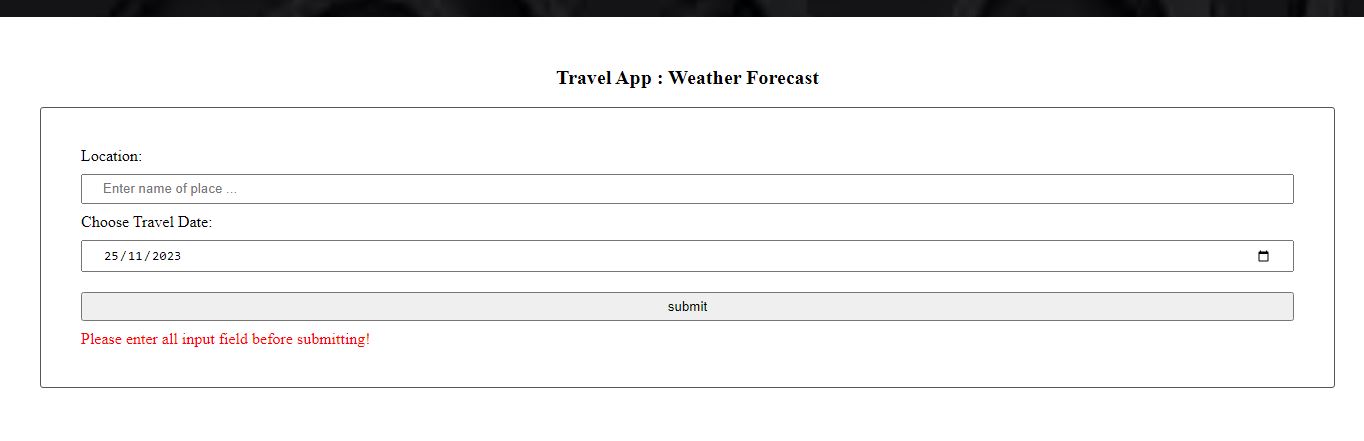 Travel App : Weather Forecast
Location:
Enter name of place ...
Choose Travel Date:
25/11/2023
submit
Please enter all input field before submitting!